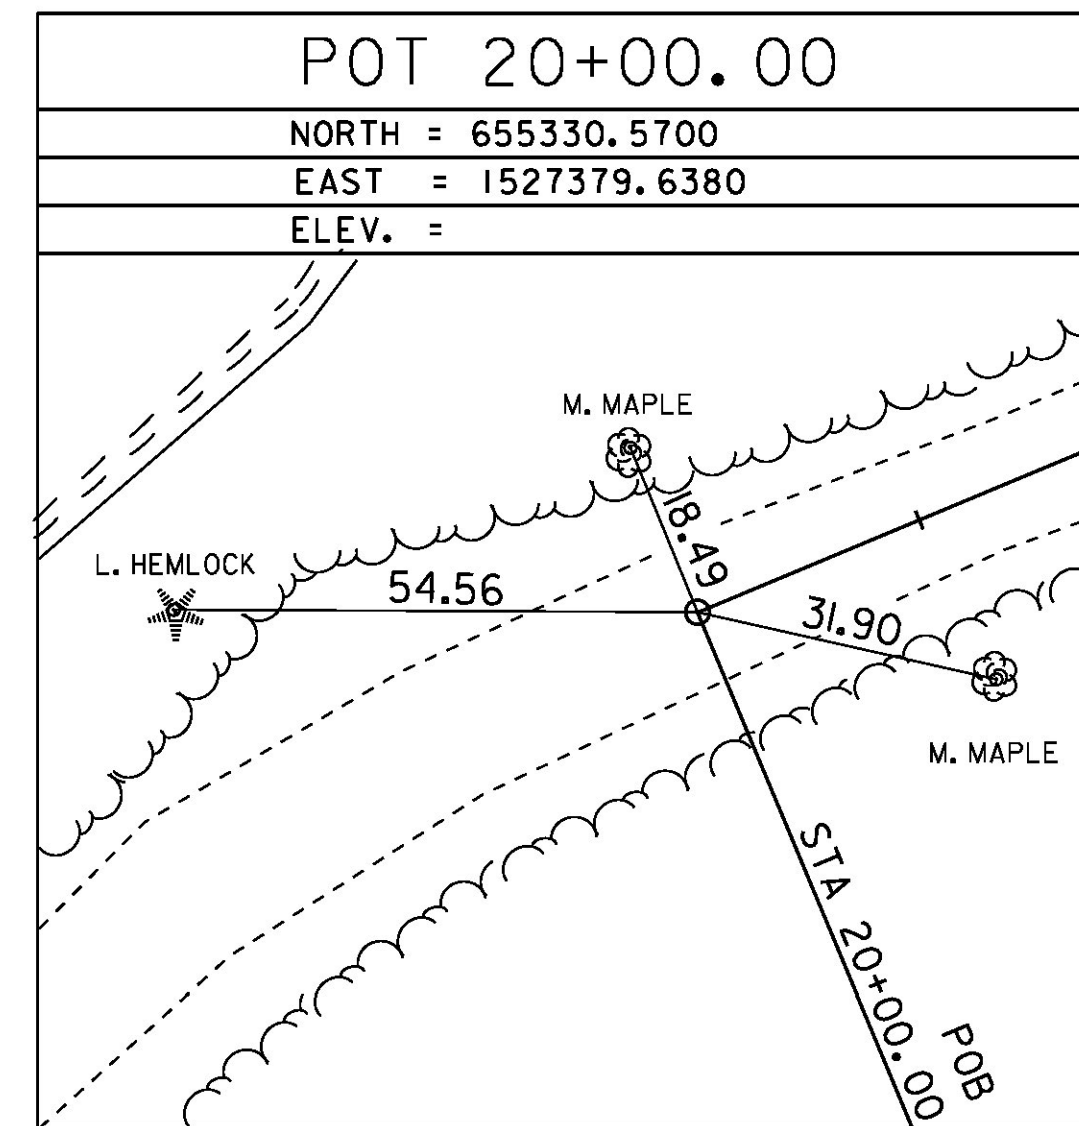 POT 20+00.00
NORTH = 655330.5700
EAST = 1527379.6380
ELEV. =
M. MAPLE
18.49
L. HEMLOCK
54.56
31.90
M. MAPLE
STA 20+00.00
POB